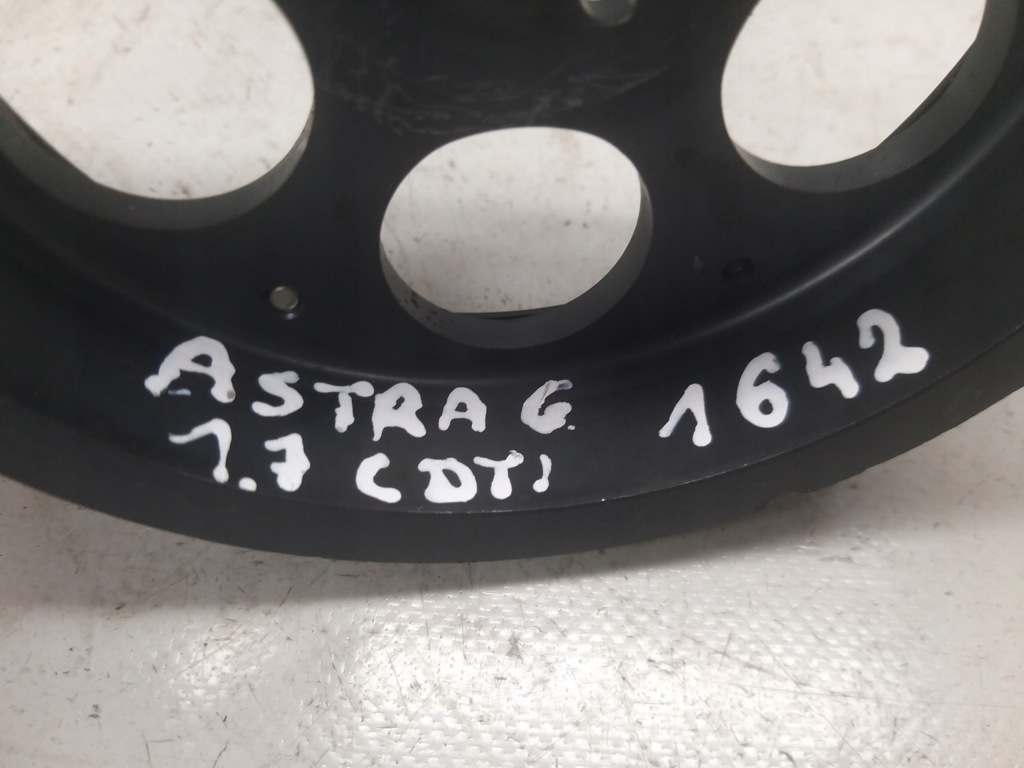 ASTRA G. 1642
1.7 CDTI